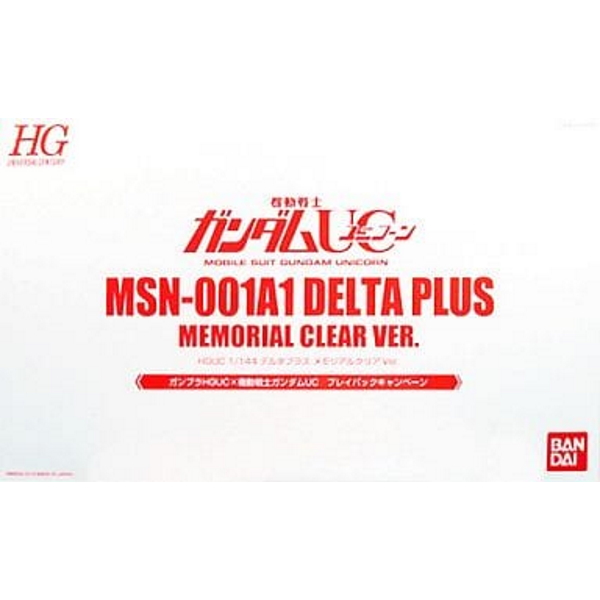 HG
UNIVERSAL CENTURY
機動戦士
ガンダムUC
ユニコーン
MOBILE SUIT GUNDAM UNICORN
MSN-001A1 DELTA PLUS
MEMORIAL CLEAR VER.
HGUC 1/144 デルタプラス メモリアルクリアVer.
ガンプラHGUC×機動戦士ガンダムUC プレイバックキャンペーン
BAN
DAI